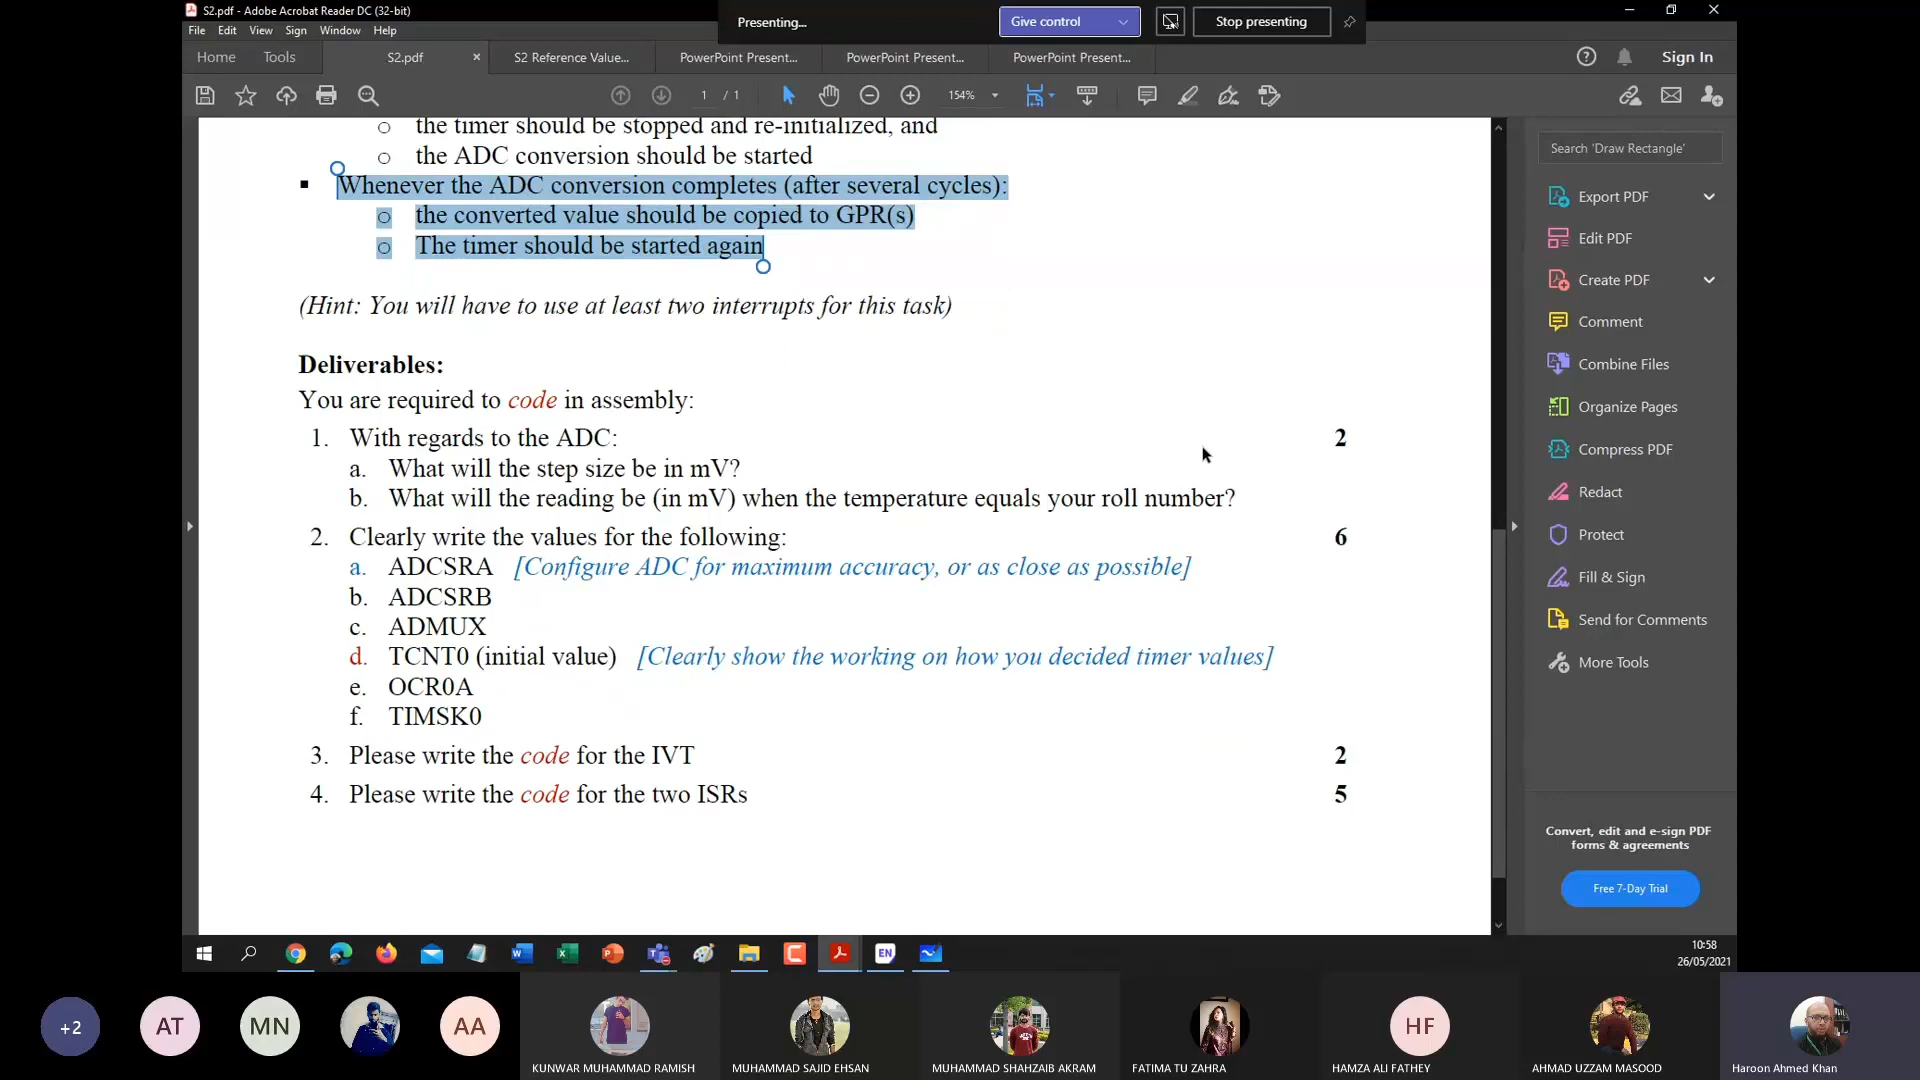 S2.pdf - Adobe Acrobat Reader DC (32-bit)
File Edit View Sign Window Help
Presenting...
Give control
Stop presenting
Home Tools S2.pdf × S2 Reference Value... PowerPoint Present... PowerPoint Present... PowerPoint Present... Sign In
1 / 1 154%
○ the timer should be stopped and re-initialized, and
○ the ADC conversion should be started
▪ Whenever the ADC conversion completes (after several cycles):
○ the converted value should be copied to GPR(s)
○ The timer should be started again
(Hint: You will have to use at least two interrupts for this task)
Deliverables:
You are required to code in assembly:
1. With regards to the ADC: 2
a. What will the step size be in mV?
b. What will the reading be (in mV) when the temperature equals your roll number?
2. Clearly write the values for the following: 6
a. ADCSRA [Configure ADC for maximum accuracy, or as close as possible]
b. ADCSRB
c. ADMUX
d. TCNT0 (initial value) [Clearly show the working on how you decided timer values]
e. OCR0A
f. TIMSK0
3. Please write the code for the IVT 2
4. Please write the code for the two ISRs 5
Search 'Draw Rectangle'
Export PDF
Edit PDF
Create PDF
Comment
Combine Files
Organize Pages
Compress PDF
Redact
Protect
Fill & Sign
Send for Comments
More Tools
Convert, edit and e-sign PDF
forms & agreements
Free 7-Day Trial
EN
10:58
26/05/2021
+2 AT MN AA HF
KUNWAR MUHAMMAD RAMISH MUHAMMAD SAJID EHSAN MUHAMMAD SHAHZAIB AKRAM FATIMA TU ZAHRA HAMZA ALI FATHEY AHMAD UZZAM MASOOD Haroon Ahmed Khan